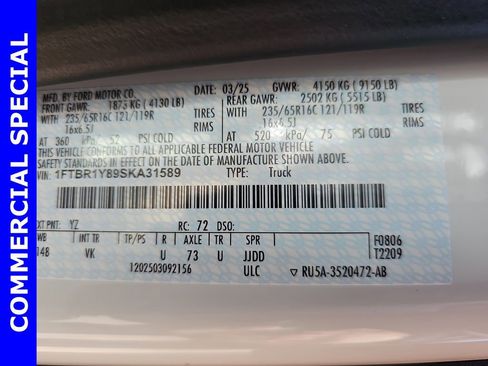 COMMERCIAL SPECIAL
MFD. BY FORD MOTOR CO. DATE: 03/25 GVWR: 4150 KG ( 9150 LB)
FRONT GAWR: 1873 KG ( 4130 LB) REAR GAWR: 2502 KG ( 5515 LB)
WITH 235/65R16C 121/119R TIRES WITH 235/65R16C 121/119R TIRES
16x6.5J 16x6.5J
AT 360 kPa/ 52 PSI COLD AT 520 kPa/ 75 PSI COLD
THIS VEHICLE CONFORMS TO ALL APPLICABLE FEDERAL MOTOR VEHICLE
SAFETY STANDARDS IN EFFECT ON THE DATE OF MANUFACTURE SHOWN ABOVE.
VIN: 1FTBR1Y89SKA31589 TYPE: Truck
EXT PNT: YZ RC: 72 DSO:
WB INT TR TP/PS R AXLE TR SPR F0806
148 VK U 73 U JJDD T2209
1202503092156 ULC ▽ RU5A-3520472-AB